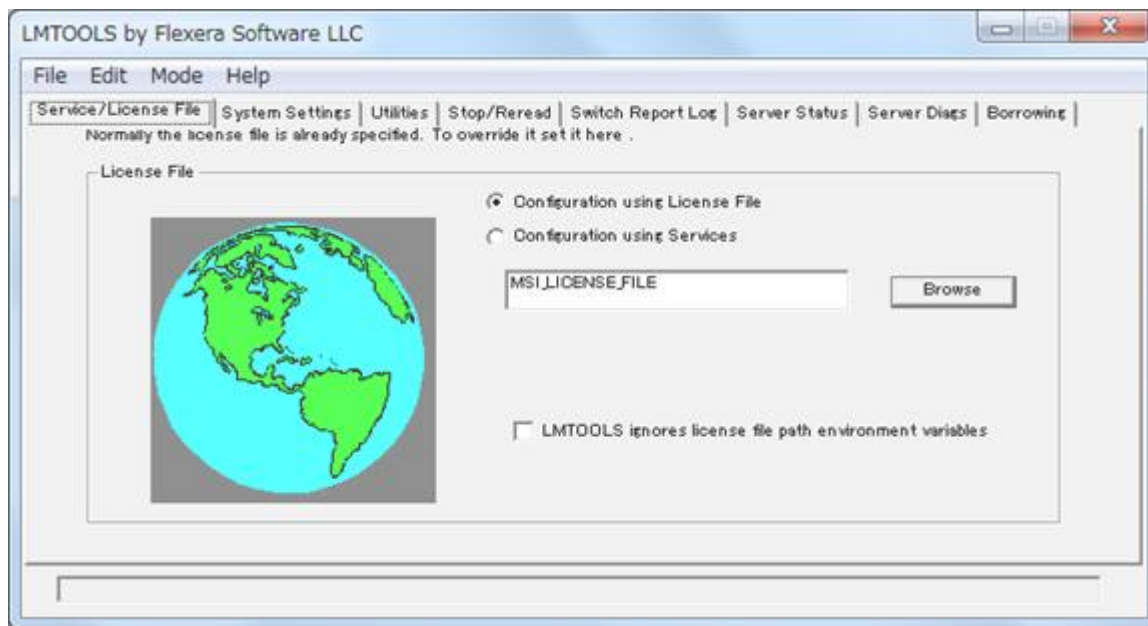 LMTOOLS by Flexera Software LLC
File Edit Mode Help
Service/License File System Settings Utilities Stop/Reread Switch Report Log Server Status Server Diags Borrowing
Normally the license file is already specified. To override it set it here .
License File
Configuration using License File
Configuration using Services
MSI_LICENSE_FILE
Browse
LMTOOLS ignores license file path environment variables